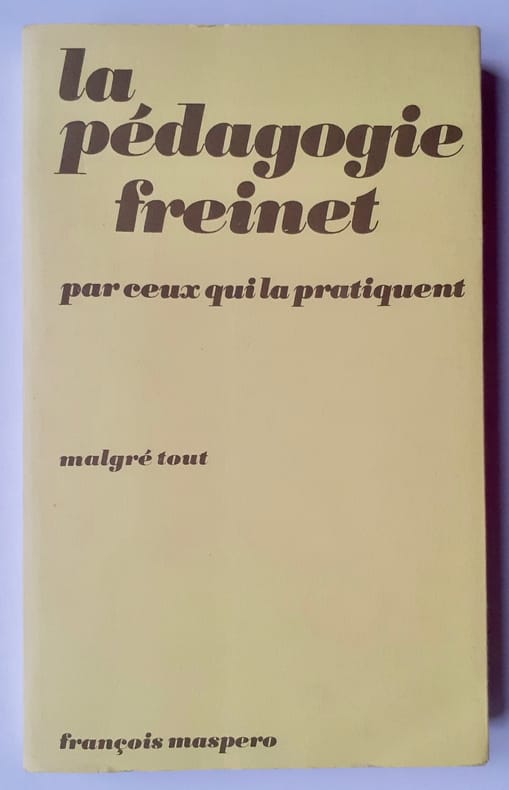 la
pédagogie
freinet
par ceux qui la pratiquent
malgré tout
françois maspero